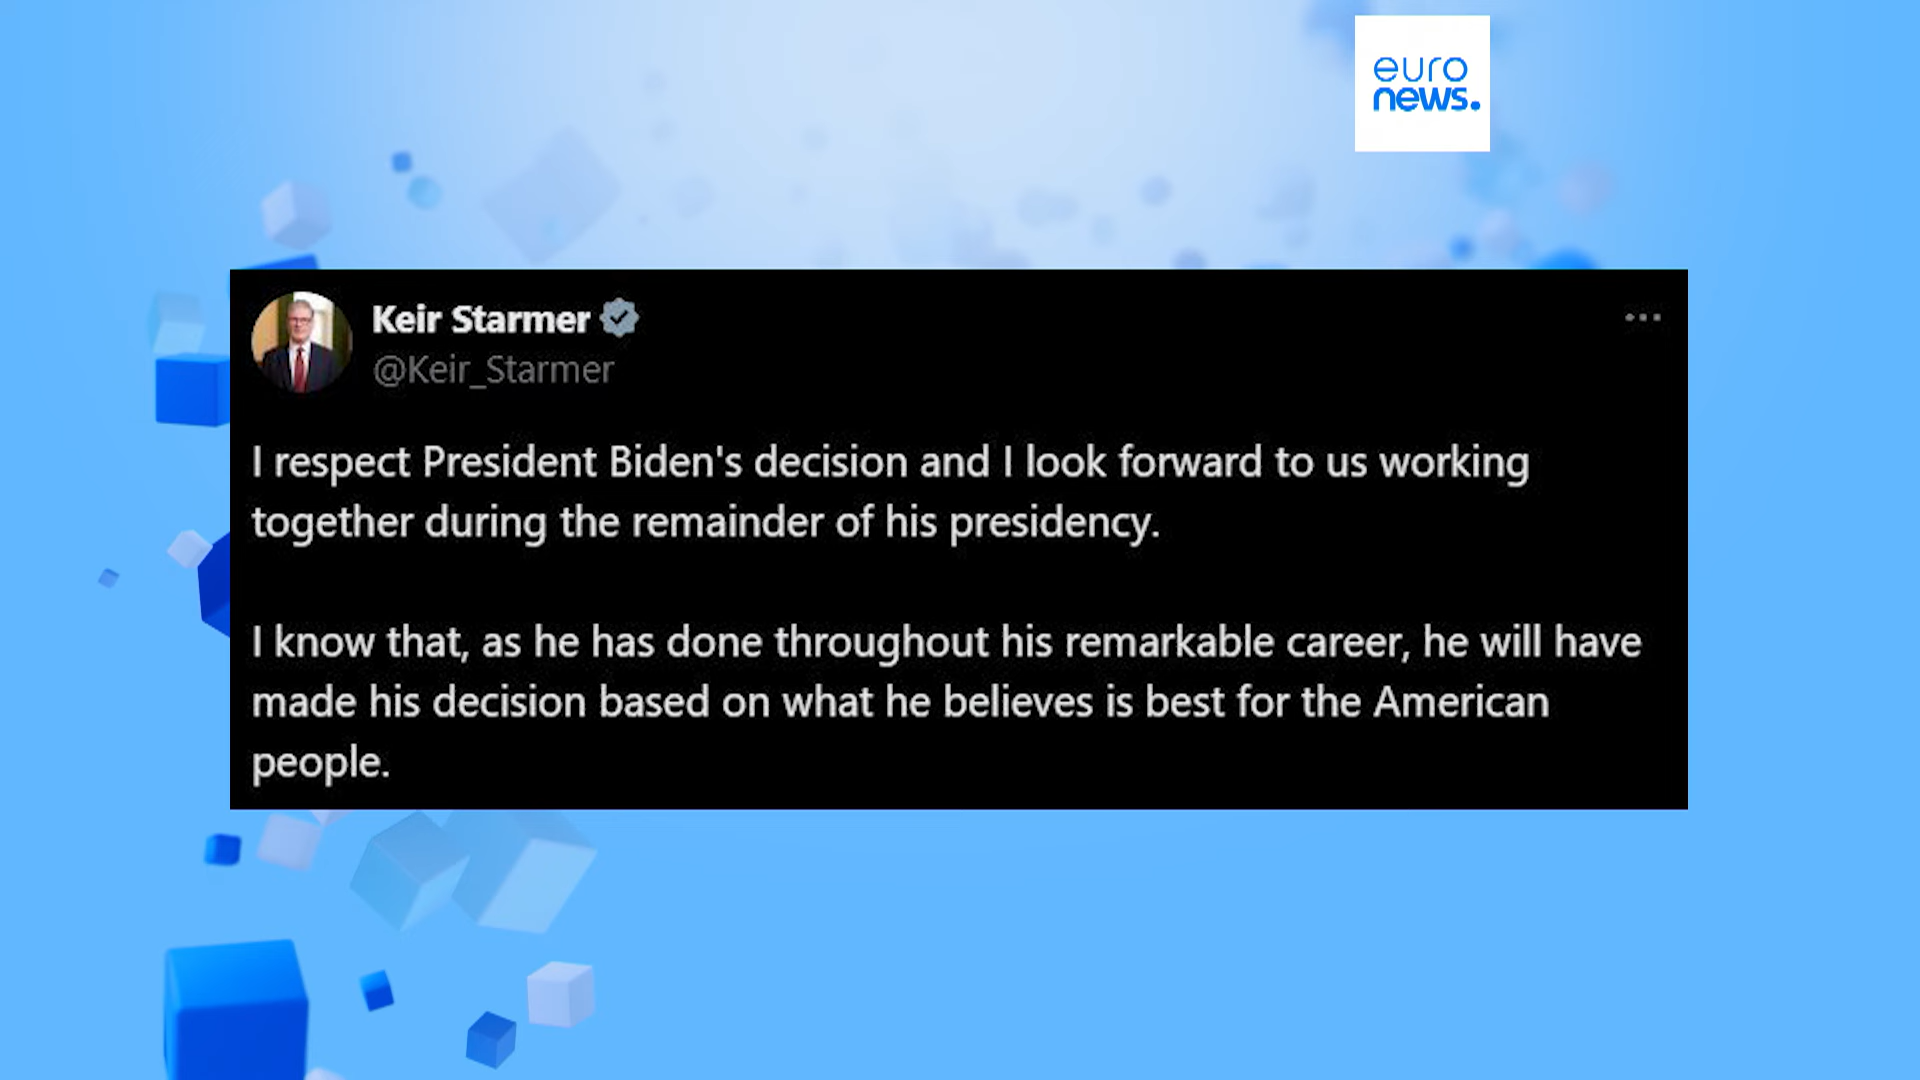 euro
news.
Keir Starmer
@Keir_Starmer
I respect President Biden's decision and I look forward to us working
together during the remainder of his presidency.
I know that, as he has done throughout his remarkable career, he will have
made his decision based on what he believes is best for the American
people.